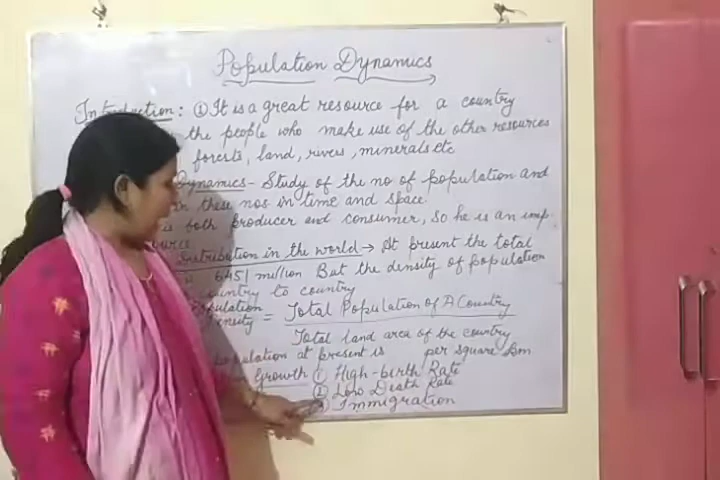 Population Dynamics
Introduction: ① It is a great resource for a country
the people who make use of the other resources
forests, land, rivers, minerals etc
Dynamics - Study of the no of population and
in these nos in time and space.
is both producer and consumer, So he is an imp.
Distribution in the world → At present the total
6451 million But the density of population
country to country
Population Density = Total Population of A Country
Total land area of the country
population at present is per square km
Growth ① High-birth Rate
② Low Death Rate
③ Immigration